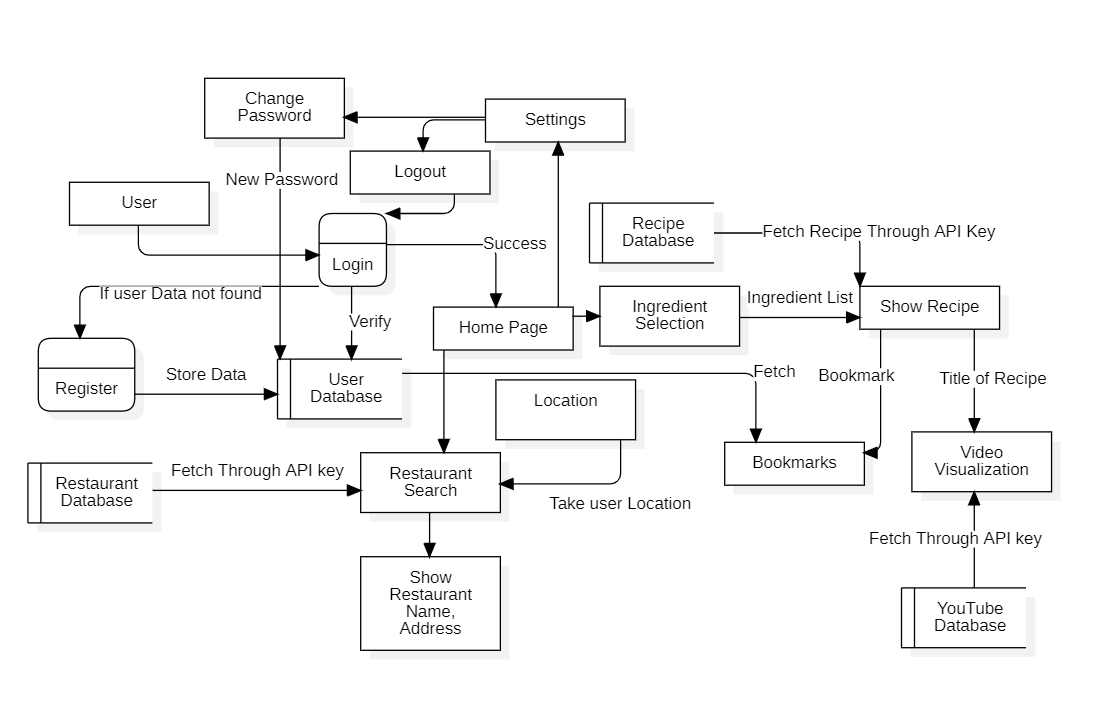 Change
Password
Settings
Logout
New Password
User
Recipe
Database
Fetch Recipe Through API Key
Success
Login
If user Data not found
Ingredient
Selection
Ingredient List
Show Recipe
Home Page
Verify
Register
Store Data
User
Database
Fetch
Bookmark
Title of Recipe
Location
Bookmarks
Video
Visualization
Restaurant
Database
Fetch Through API key
Restaurant
Search
Take user Location
Fetch Through API key
Show
Restaurant
Name,
Address
YouTube
Database